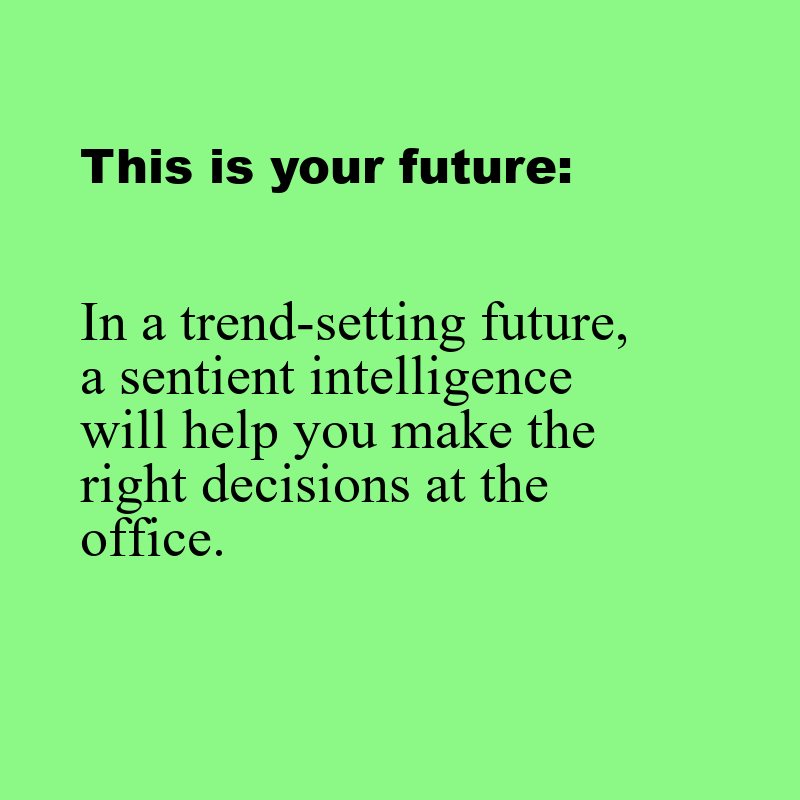 This is your future:
In a trend-setting future,
a sentient intelligence
will help you make the
right decisions at the
office.